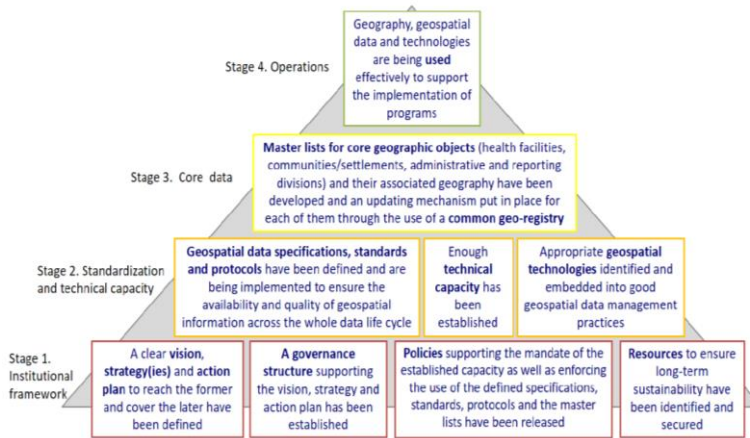 Geography, geospatial
data and technologies
are being used
effectively to support
the implementation of
programs
Stage 4. Operations
Master lists for core geographic objects (health facilities,
communities/settlements, administrative and reporting
divisions) and their associated geography have been
developed and an updating mechanism put in place for
each of them through the use of a common geo-registry
Stage 3. Core data
Geospatial data specifications, standards
and protocols have been defined and are
being implemented to ensure the
availability and quality of geospatial
information across the whole data life cycle
Enough
technical
capacity has
been
established
Appropriate geospatial
technologies identified and
embedded into good
geospatial data management
practices
Stage 2. Standardization
and technical capacity
Stage 1.
Institutional
framework
A clear vision,
strategy(ies) and action
plan to reach the former
and cover the later have
been defined
A governance
structure supporting
the vision, strategy and
action plan has been
established
Policies supporting the mandate of the
established capacity as well as enforcing
the use of the defined specifications,
standards, protocols and the master
lists have been released
Resources to ensure
long-term
sustainability have
been identified and
secured